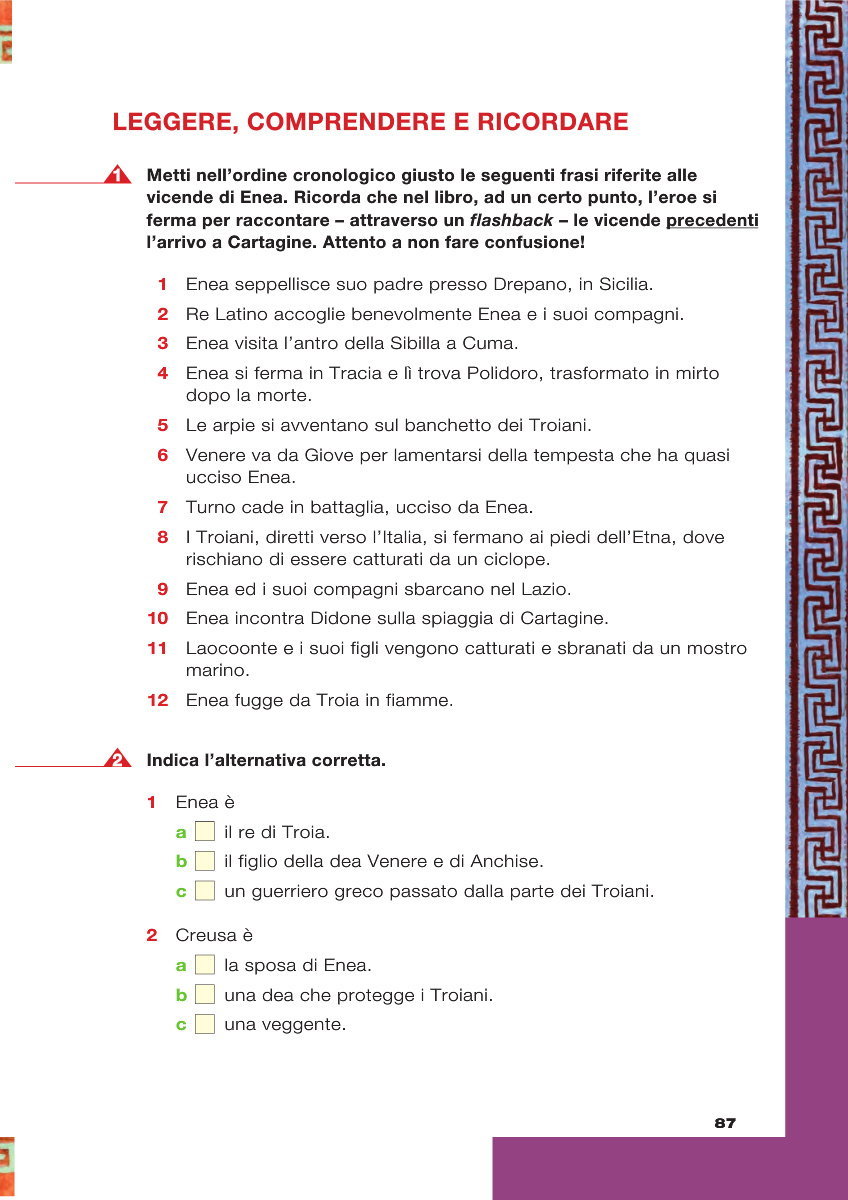 LEGGERE, COMPRENDERE E RICORDARE
1 Metti nell'ordine cronologico giusto le seguenti frasi riferite alle
vicende di Enea. Ricorda che nel libro, ad un certo punto, l'eroe si
ferma per raccontare – attraverso un flashback – le vicende precedenti
l'arrivo a Cartagine. Attento a non fare confusione!
1 Enea seppellisce suo padre presso Drepano, in Sicilia.
2 Re Latino accoglie benevolmente Enea e i suoi compagni.
3 Enea visita l'antro della Sibilla a Cuma.
4 Enea si ferma in Tracia e lì trova Polidoro, trasformato in mirto
dopo la morte.
5 Le arpie si avventano sul banchetto dei Troiani.
6 Venere va da Giove per lamentarsi della tempesta che ha quasi
ucciso Enea.
7 Turno cade in battaglia, ucciso da Enea.
8 I Troiani, diretti verso l'Italia, si fermano ai piedi dell'Etna, dove
rischiano di essere catturati da un ciclope.
9 Enea ed i suoi compagni sbarcano nel Lazio.
10 Enea incontra Didone sulla spiaggia di Cartagine.
11 Laocoonte e i suoi figli vengono catturati e sbranati da un mostro
marino.
12 Enea fugge da Troia in fiamme.
2 Indica l'alternativa corretta.
1 Enea è
a il re di Troia.
b il figlio della dea Venere e di Anchise.
c un guerriero greco passato dalla parte dei Troiani.
2 Creusa è
a la sposa di Enea.
b una dea che protegge i Troiani.
c una veggente.
87